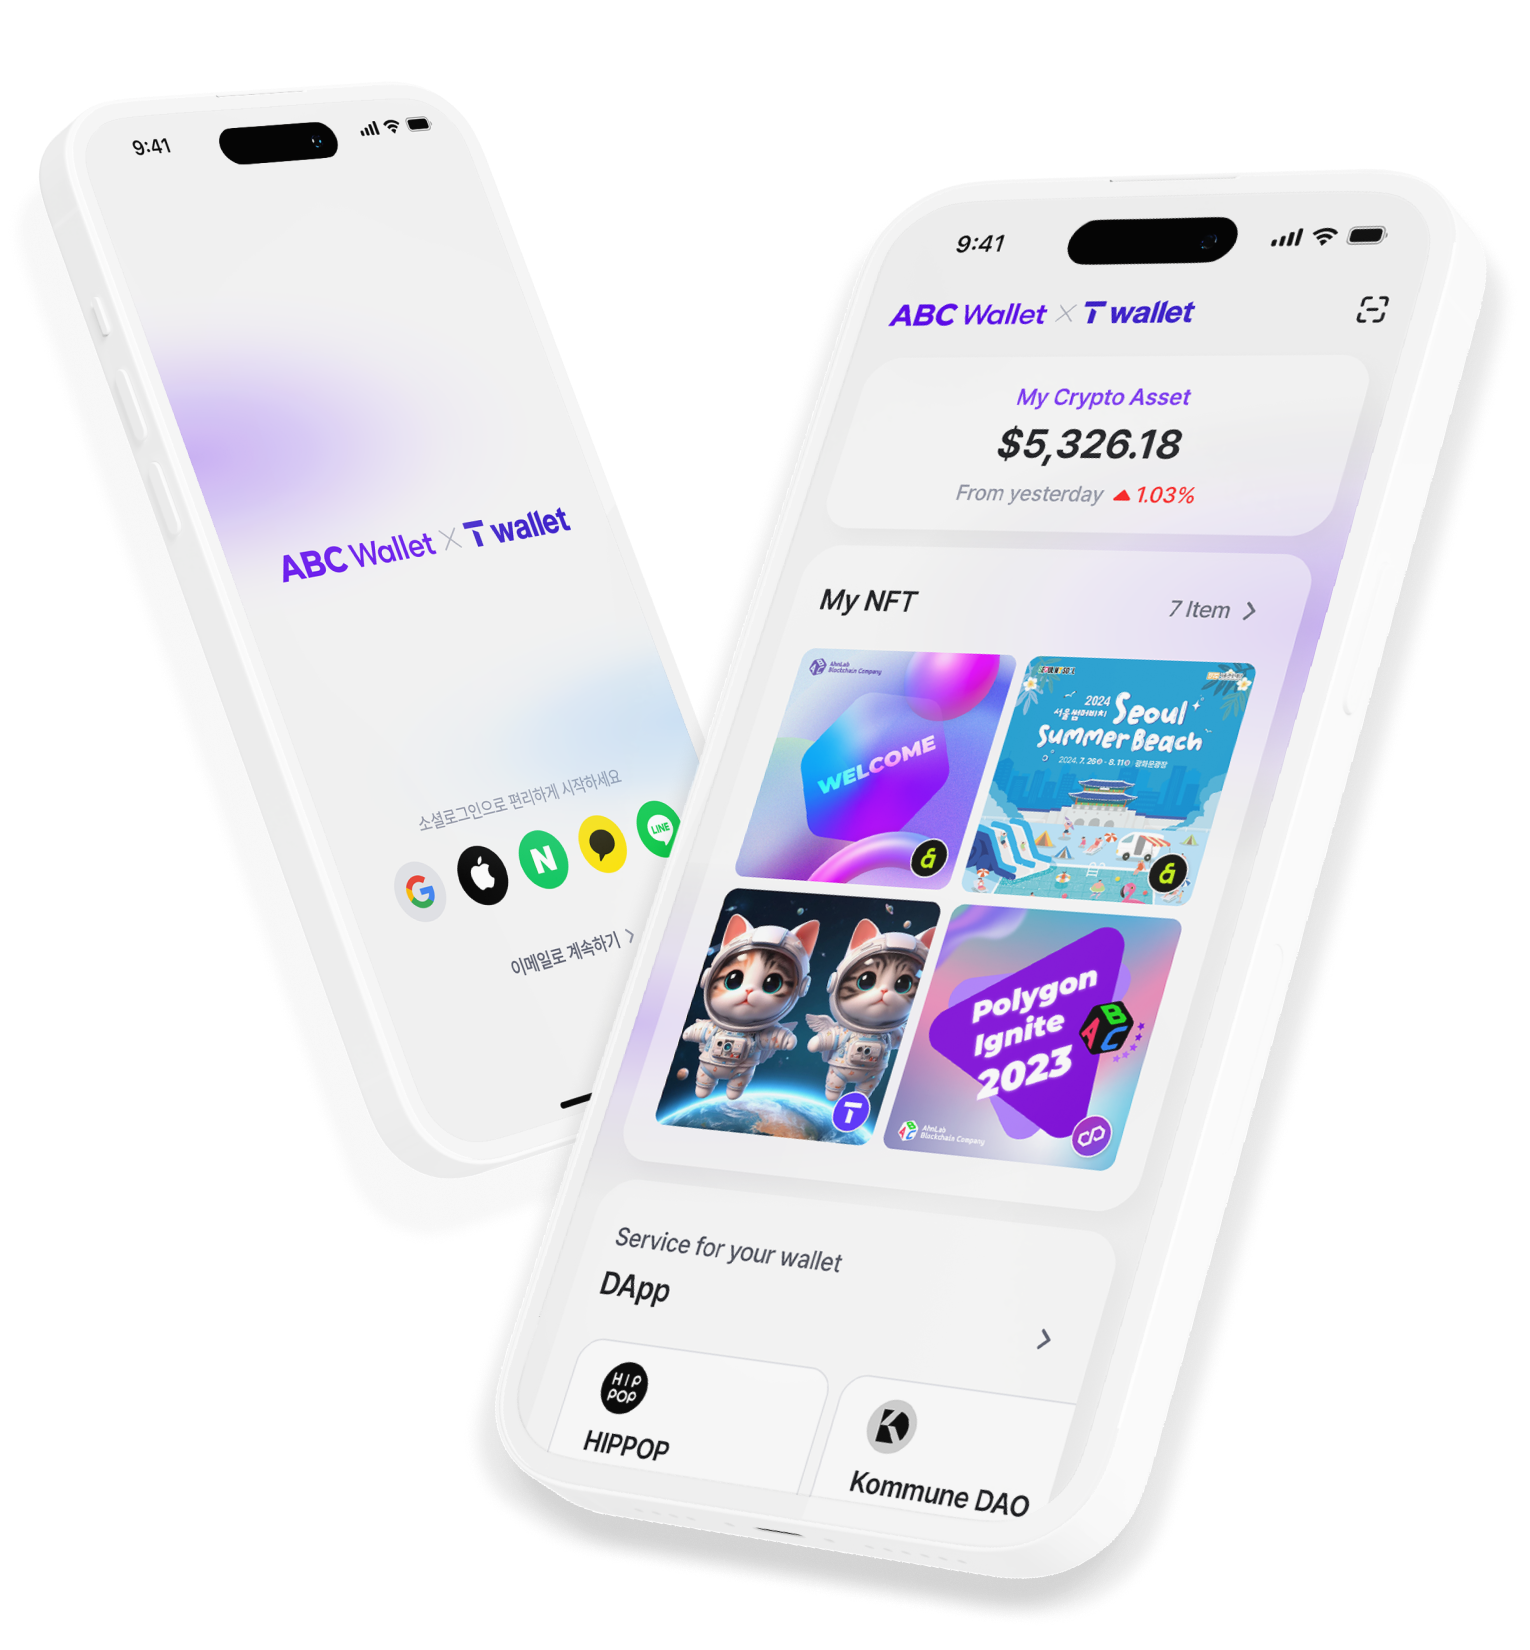 9:41
ABC Wallet × T wallet
소셜로그인으로 편리하게 시작하세요
G
N
LINE
이메일로 계속하기 >
9:41
ABC Wallet × T wallet
My Crypto Asset
$5,326.18
From yesterday ▲ 1.03%
My NFT
7 Item >
AhnLab
Blockchain Company
WELCOME
2024
서울썸머비치 Seoul
Summer Beach
2024. 7. 26 - 8. 11 광화문광장
T
Polygon
Ignite
2023
A B C
AhnLab
Blockchain Company
Service for your wallet
DApp
HIP
POP
HIPPOP
K
Kommune DAO